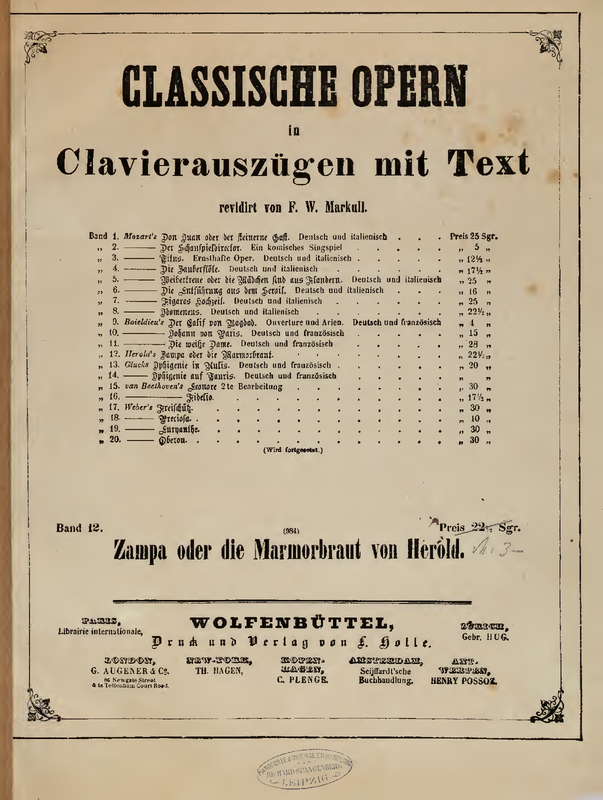 CLASSISCHE OPERN
in
Clavierauszügen mit Text
revidirt von F. W. Markull.
Band 1. Mozart's Don Juan oder der steinerne Gast. Deutsch und italienisch . . . Preis 25 Sgr.
„ 2. —— Der Schauspieldirector. Ein komisches Singspiel . . . . . „ 5 „
„ 3. —— Titus. Ernsthafte Oper. Deutsch und italienisch . . . . . „ 12½ „
„ 4. —— Die Zauberflöte. Deutsch und italienisch . . . . . . „ 17½ „
„ 5. —— Weibertreue oder die Mädchen sind aus Flandern. Deutsch und italienisch „ 25 „
„ 6. —— Die Entführung aus dem Serail. Deutsch und italienisch . . . . „ 16 „
„ 7. —— Figaros Hochzeit. Deutsch und italienisch . . . . . . „ 25 „
„ 8. —— Idomeneus. Deutsch und italienisch . . . . . . . „ 22½ „
„ 9. Boieldieu's Der Calif von Bagdad. Ouverture und Arien. Deutsch und französisch „ 4 „
„ 10. —— Johann von Paris. Deutsch und französisch . . . . . „ 15 „
„ 11. —— Die weiße Dame. Deutsch und französisch . . . . . . „ 28 „
„ 12. Herold's Zampa oder die Marmorbraut. . . . . . . . „ 22½ „
„ 13. Glucks Iphigenie in Aulis. Deutsch und französisch . . . . . „ 20 „
„ 14. —— Iphigenie auf Tauris. Deutsch und französisch . . . . . „ „
„ 15. van Beethoven's Leonore 2te Bearbeitung . . . . . . . „ 30 „
„ 16. —— Fidelio. . . . . . . . . . „ 17½ „
„ 17. Weber's Freischütz. . . . . . . . . . „ 30 „
„ 18. —— Preciosa. . . . . . . . . . „ 10 „
„ 19. —— Euryanthe. . . . . . . . . . „ 30 „
„ 20. —— Oberon. . . . . . . . . . „ 30 „
(Wird fortgesetzt.)
Band 12. (984) Preis 22½ Sgr.
Zampa oder die Marmorbraut von Herold. M. 3—
PARIS,
Librairie internationale,
WOLFENBÜTTEL,
Druck und Verlag von L. Holle.
ZÜRICH,
Gebr. HUG.
LONDON,
G. AUGENER & Co.
86 Newgate Street
& 44 Tottenham Court Road.
NEW-YORK,
TH. HAGEN,
KOPEN-
HAGEN,
C. PLENGE.
AMSTERDAM,
Seijffardt'sche
Buchhandlung.
ANT-
WERPEN,
HENRY POSSOZ.
RICHARD SPANGENBERG
LEIPZIG